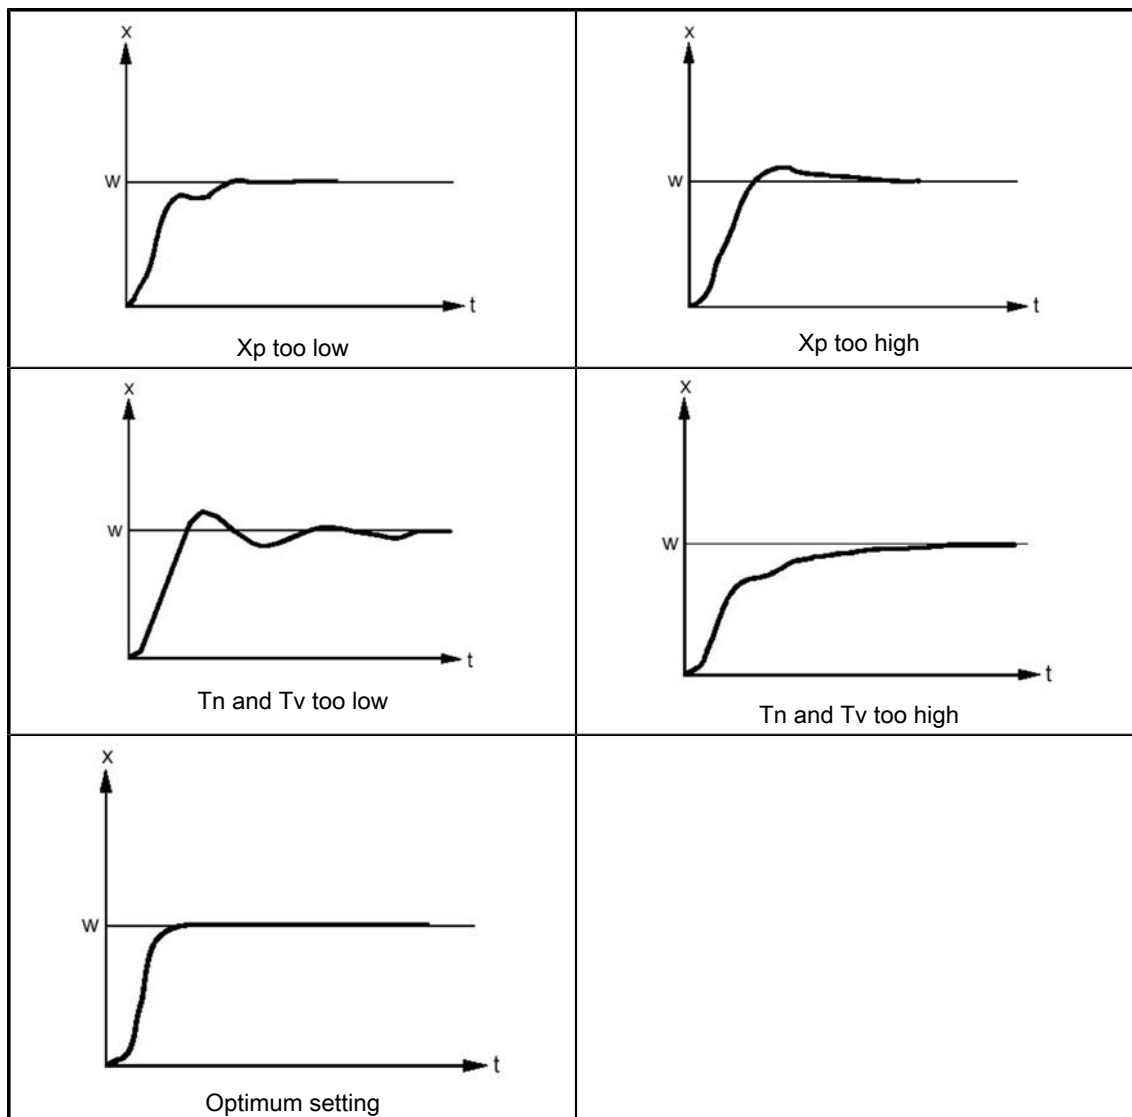 x
W
t
Xp too low
x
W
t
Xp too high
x
W
t
Tn and Tv too low
x
W
t
Tn and Tv too high
x
W
t
Optimum setting